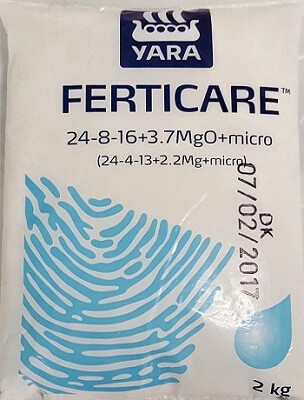 YARA
FERTICARE™
24-8-16+3.7MgO+micro
(24-4-13+2.2Mg+micro)
DK
07/02/2017
2 kg